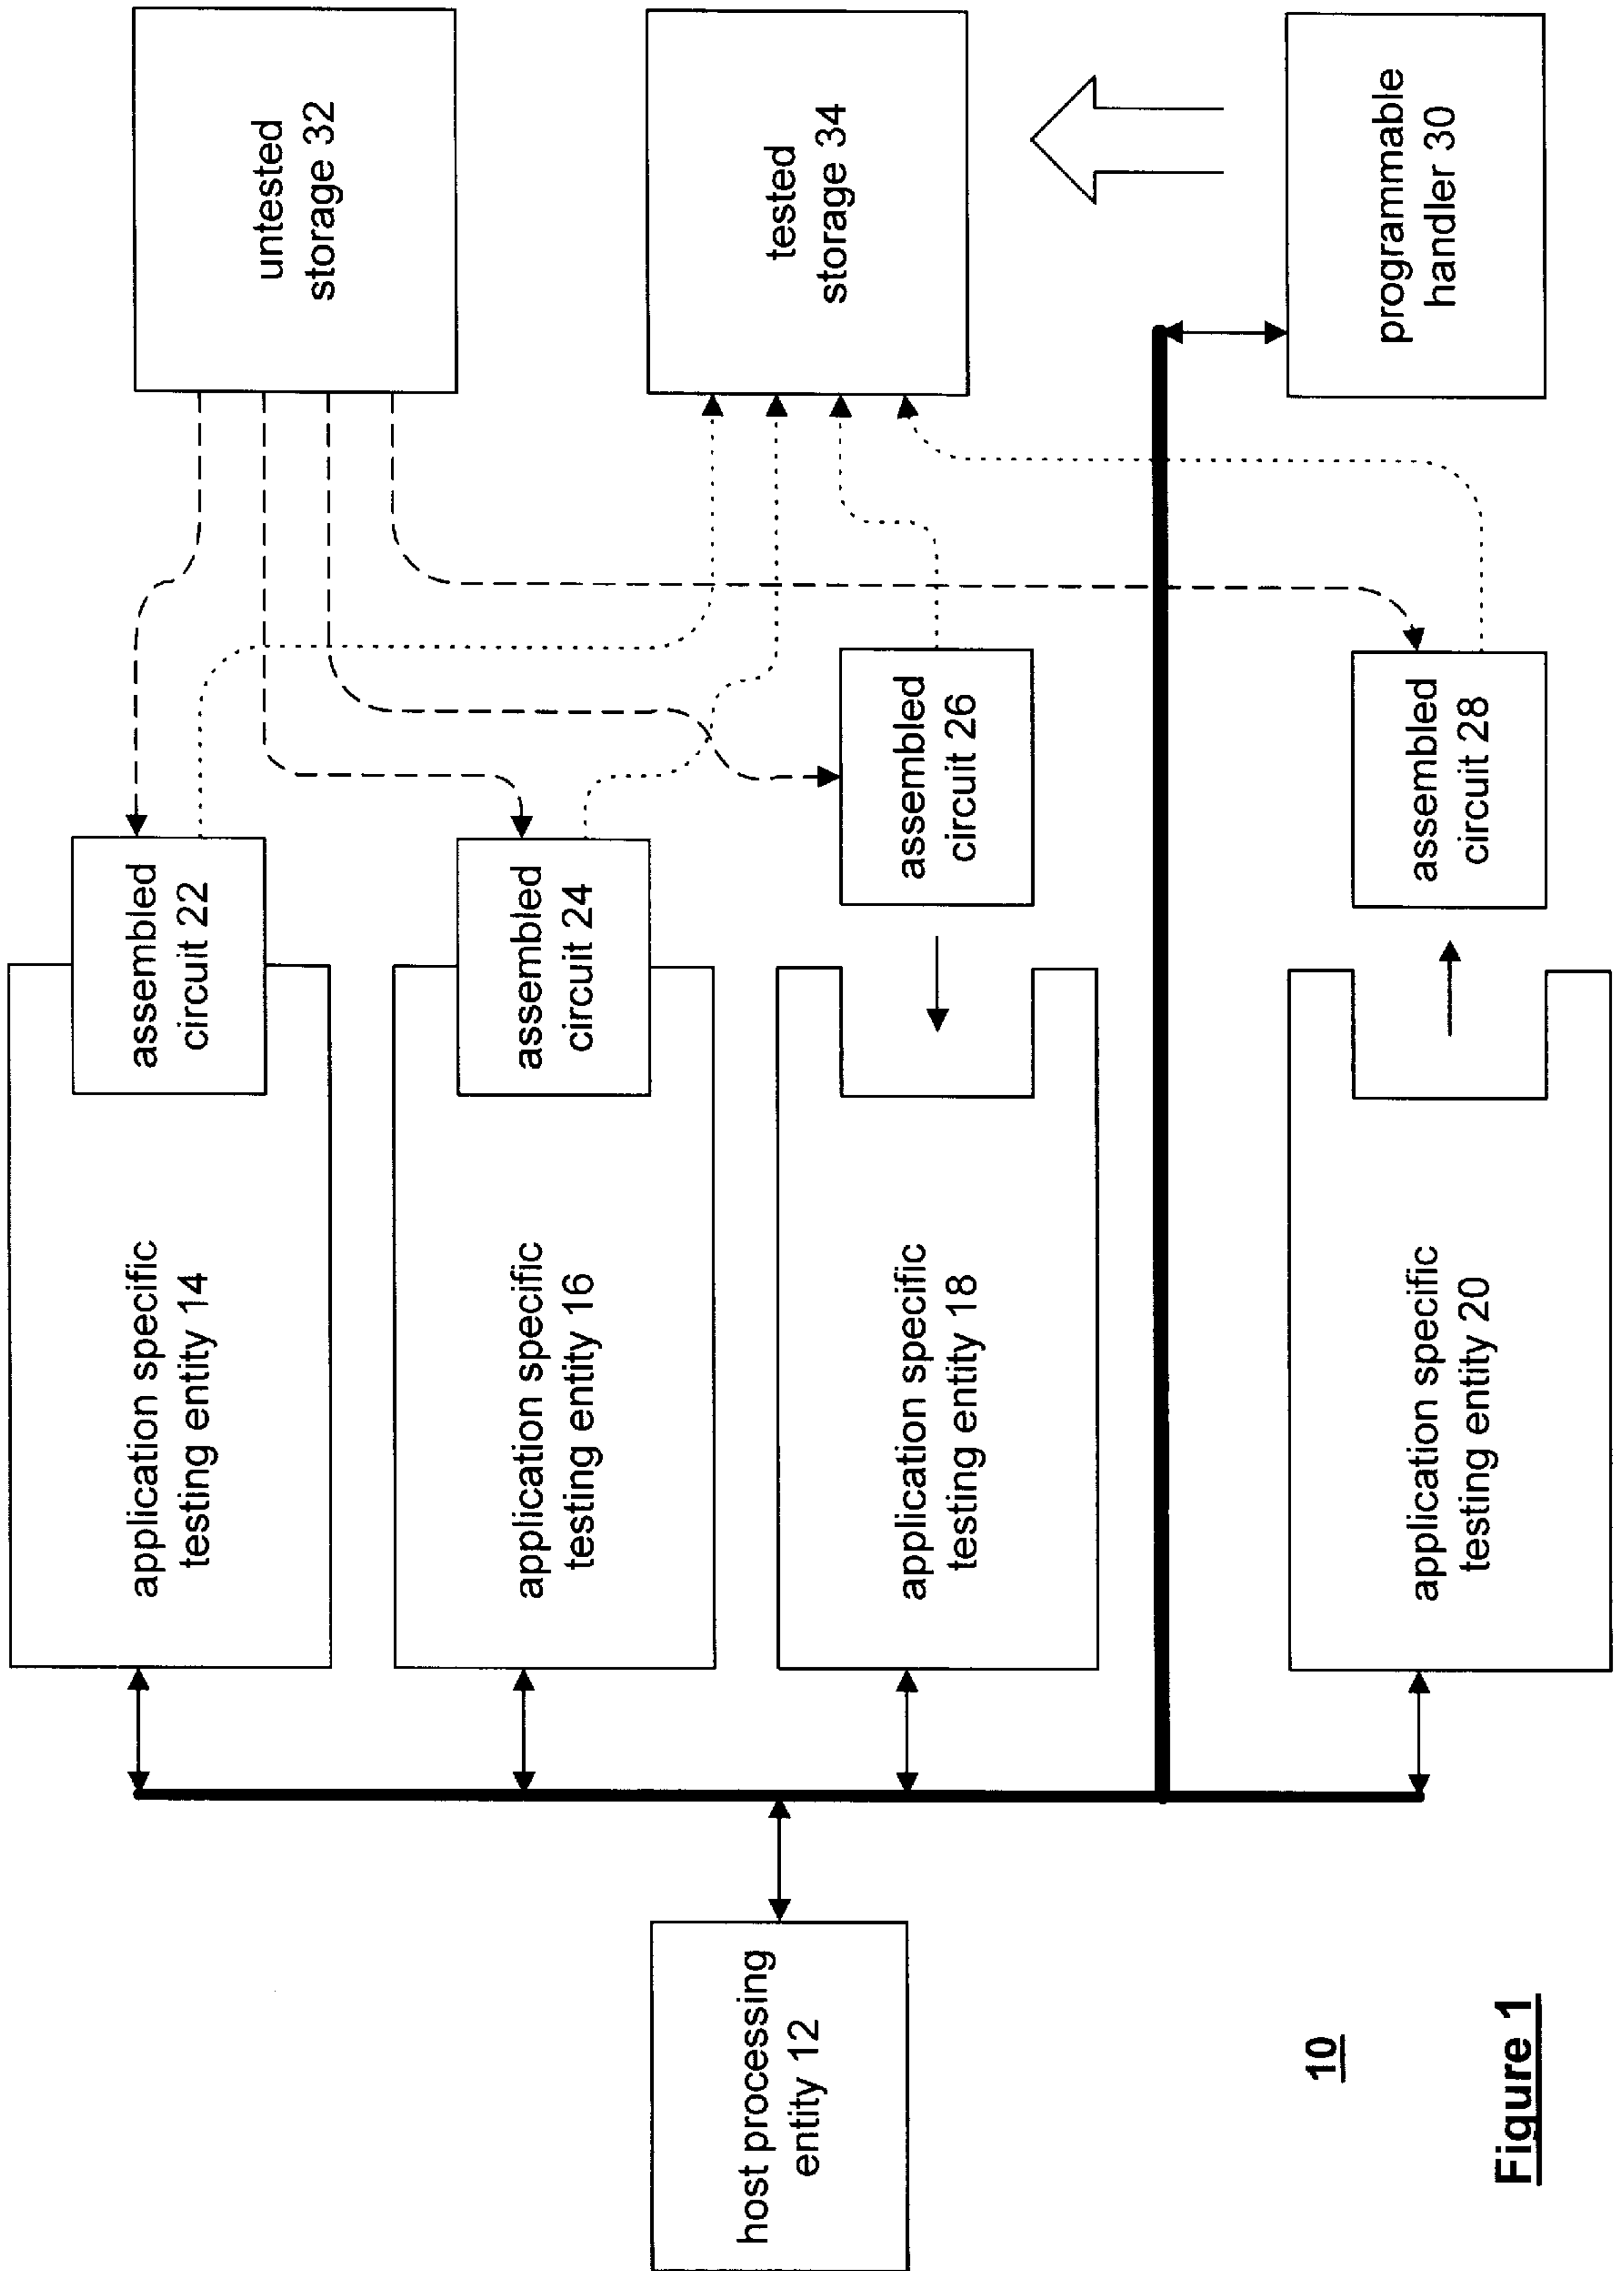 host processing
entity 12
application specific
testing entity 14
assembled
circuit 22
untested
storage 32
application specific
testing entity 16
assembled
circuit 24
application specific
testing entity 18
assembled
circuit 26
tested
storage 34
application specific
testing entity 20
assembled
circuit 28
programmable
handler 30
10
Figure 1